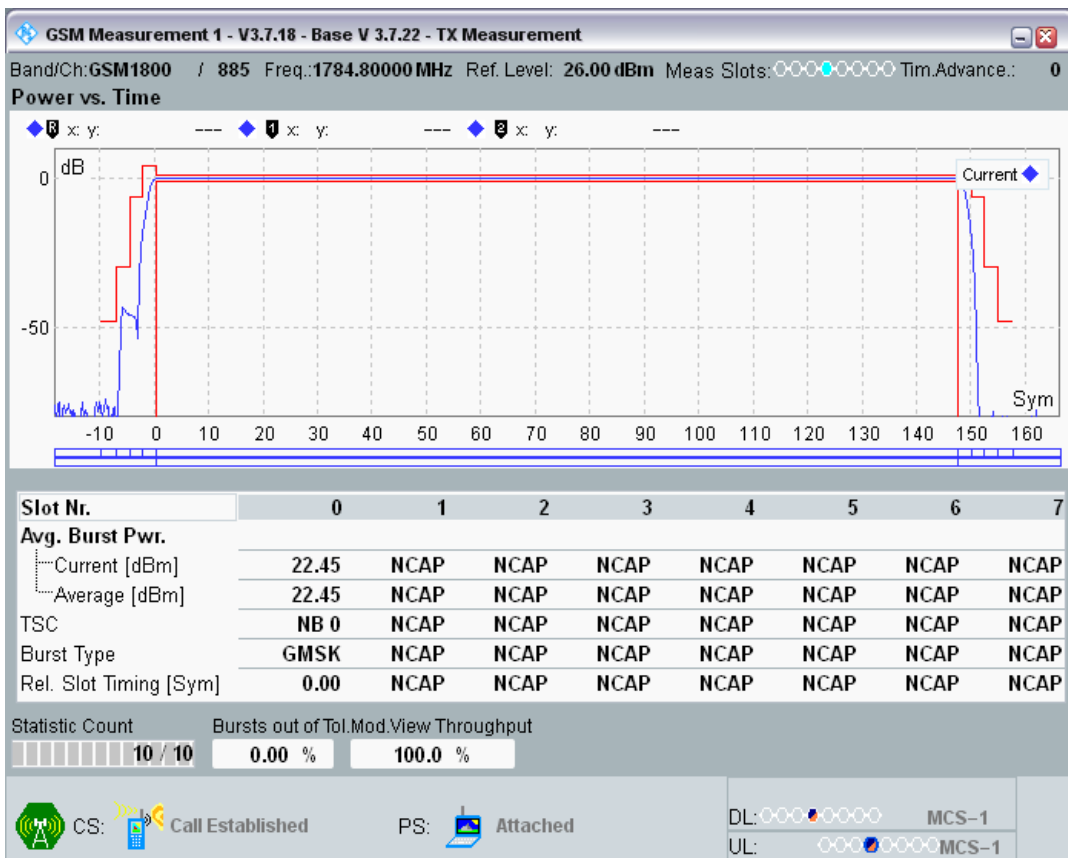 GSM Measurement 1 - V3.7.18 - Base V 3.7.22 - TX Measurement
Band/Ch:GSM1800 / 885 Freq.:1784.80000 MHz Ref. Level: 26.00 dBm Meas Slots: Tim.Advance.: 0
Power vs. Time
R x: y: --- 1 x: y: --- 2 x: y: ---
dB
Current
0
-50
Sym
-10 0 10 20 30 40 50 60 70 80 90 100 110 120 130 140 150 160
Slot Nr. 0 1 2 3 4 5 6 7
Avg. Burst Pwr.
Current [dBm] 22.45 NCAP NCAP NCAP NCAP NCAP NCAP NCAP
Average [dBm] 22.45 NCAP NCAP NCAP NCAP NCAP NCAP NCAP
TSC NB 0 NCAP NCAP NCAP NCAP NCAP NCAP NCAP
Burst Type GMSK NCAP NCAP NCAP NCAP NCAP NCAP NCAP
Rel. Slot Timing [Sym] 0.00 NCAP NCAP NCAP NCAP NCAP NCAP NCAP
Statistic Count Bursts out of Tol.Mod.View Throughput
10 / 10 0.00 % 100.0 %
CS: Call Established PS: Attached
DL: MCS-1
UL: MCS-1